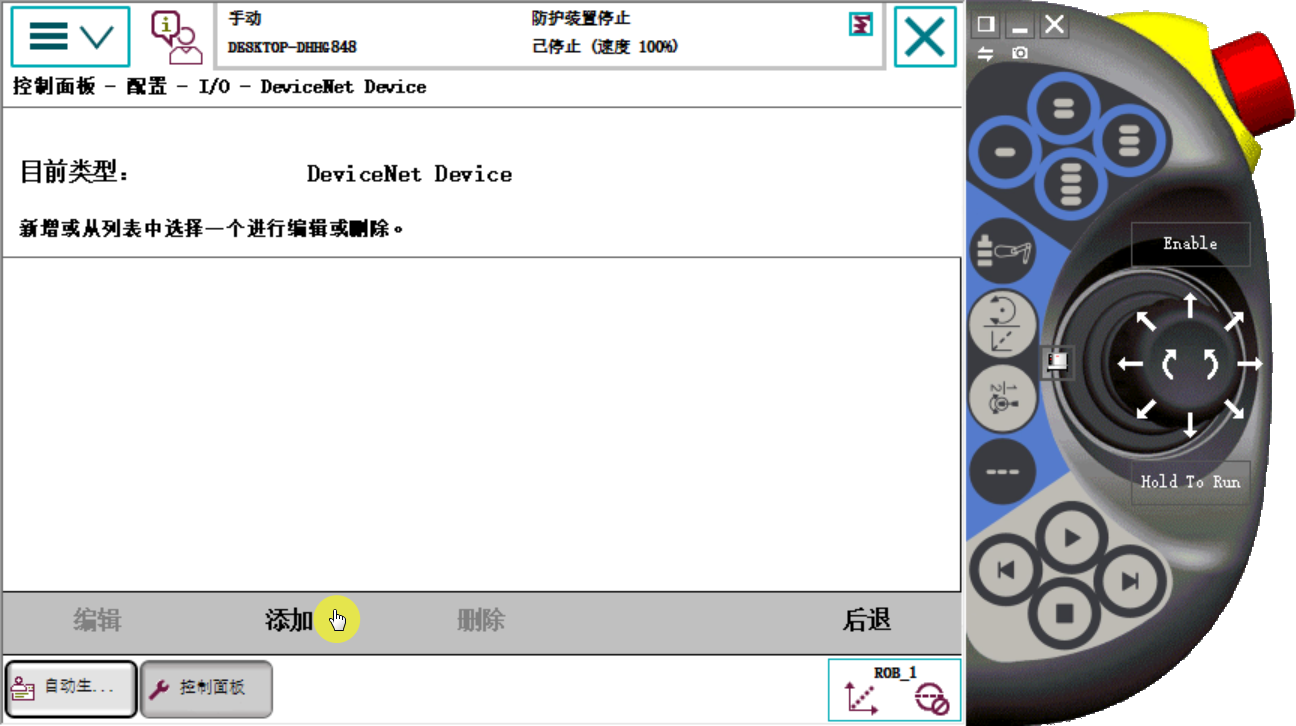 手动
防护装置停止
DESKTOP-DHHG848
己停止 (速度 100%)
控制面板 - 配置 - I/O - DeviceNet Device
目前类型： DeviceNet Device
新增或从列表中选择一个进行编辑或删除。
Enable
Hold To Run
编辑 添加 删除 后退
自动生... 控制面板
ROB_1